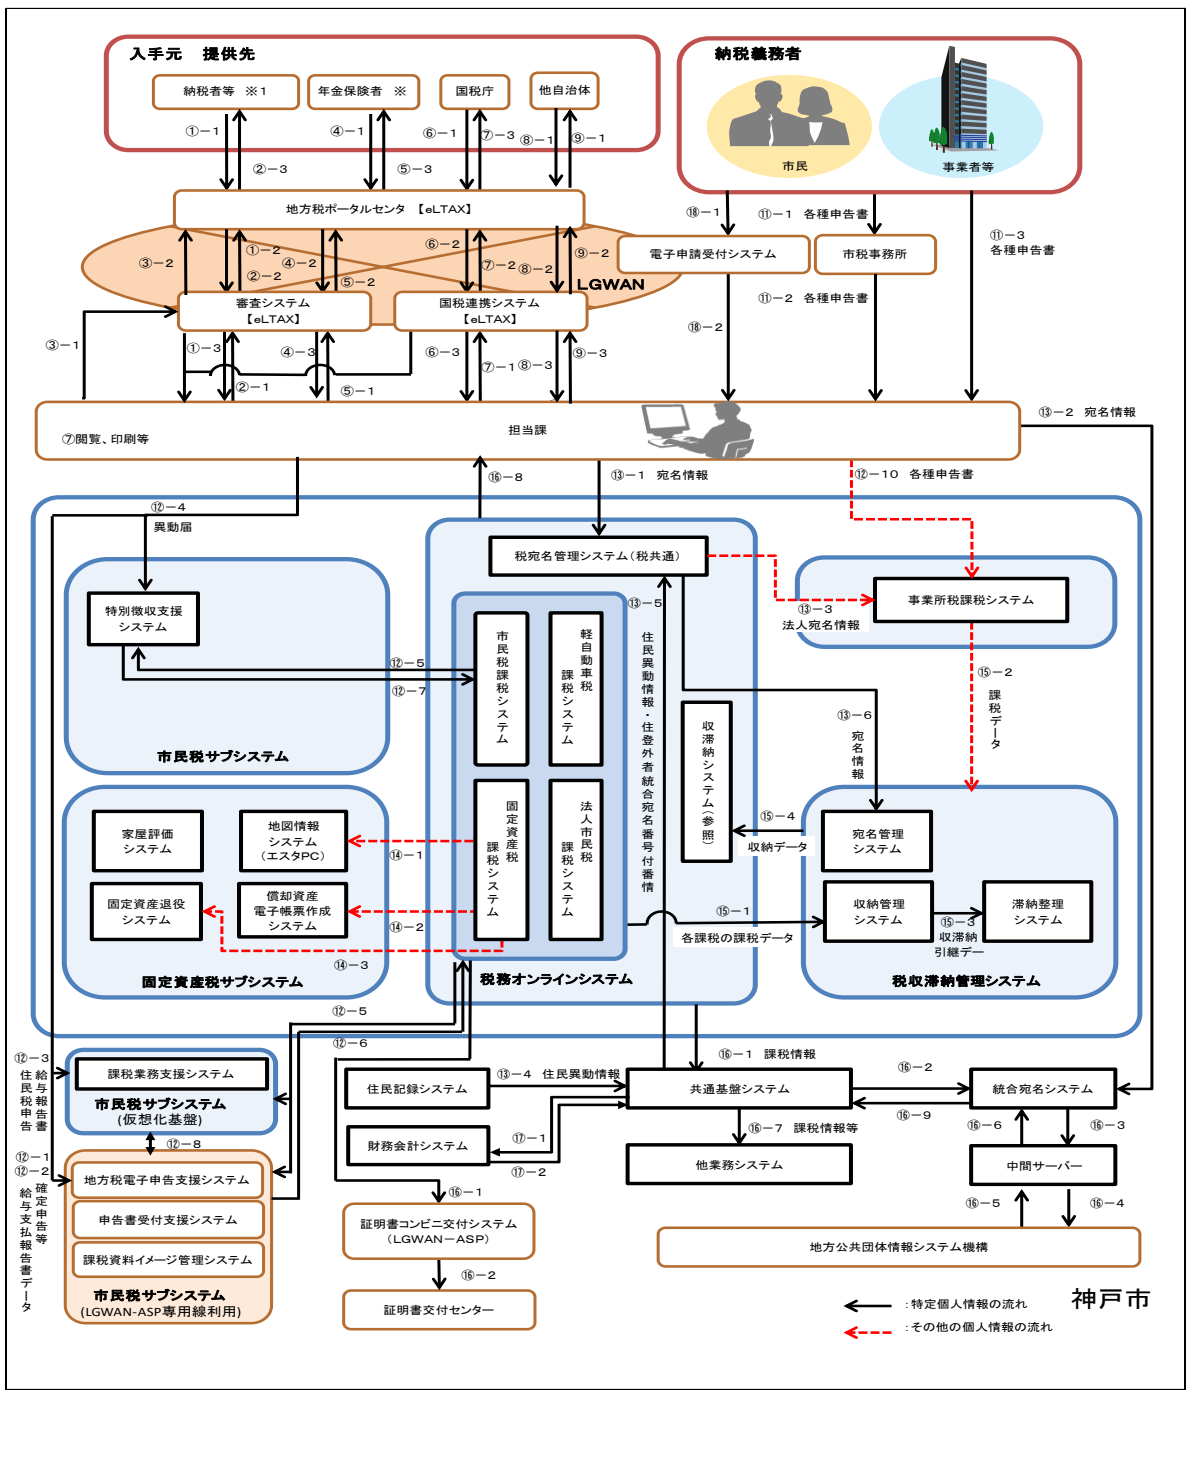 入手元　提供先
納税者等　※１
年金保険者　※
国税庁
他自治体
納税義務者
市民
事業者等
①－１
④－１
⑥－１
⑦－３
⑧－１
⑨－１
②－３
⑤－３
地方税ポータルセンタ　【eLTAX】
⑱－１
⑪－１　各種申告書
⑪－３
各種申告書
電子申請受付システム
市税事務所
③－２
①－２
②－２
④－２
⑤－２
⑥－２
⑦－２
⑧－２
⑨－２
LGWAN
審査システム
【eLTAX】
国税連携システム
【eLTAX】
⑪－２　各種申告書
⑱－２
③－１
①－３
②－１
④－３
⑤－１
⑥－３
⑦－１
⑧－３
⑨－３
担当課
⑦閲覧、印刷等
⑬－２　宛名情報
⑯－８
⑬－１　宛名情報
⑫－１０　各種申告書
⑫－４
異動届
税宛名管理システム（税共通）
特別徴収支援
システム
市民税サブシステム
⑫－５
⑫－７
市民税課税システム
軽自動車税
課税システム
固定資産税
課税システム
法人市民税
課税システム
税務オンラインシステム
⑬－５
住民異動情報・住登外者統合宛名番号付番情
収滞納システム（参照）
事業所税課税システム
⑬－３
法人宛名情報
⑮－２
課税データ
⑬－６
宛名情報
⑮－４
収納データ
宛名管理
システム
収納管理
システム
滞納整理
システム
⑮－１
各課税の課税データ
⑮－３
収滞納
引継デー
税収滞納管理システム
家屋評価
システム
地図情報
システム
（エスタPC）
固定資産退役
システム
償却資産
電子帳票作成
システム
固定資産税サブシステム
⑭－１
⑭－２
⑭－３
⑫－５
⑫－６
⑫－３
給与報告書
住民税申告
課税業務支援システム
市民税サブシステム
(仮想化基盤)
⑫－８
⑫－１
⑫－２
確定申告等
給与支払報告書データ
地方税電子申告支援システム
申告書受付支援システム
課税資料イメージ管理システム
市民税サブシステム
(LGWAN-ASP専用線利用)
住民記録システム
⑬－４　住民異動情報
財務会計システム
⑰－１
⑰－２
⑯－１　課税情報
共通基盤システム
⑯－７　課税情報等
他業務システム
⑯－２
⑯－９
統合宛名システム
⑯－６
⑯－３
中間サーバー
⑯－５
⑯－４
地方公共団体情報システム機構
⑯－１
証明書コンビニ交付システム
（LGWAN－ASP）
⑯－２
証明書交付センター
神戸市
：特定個人情報の流れ
：その他の個人情報の流れ